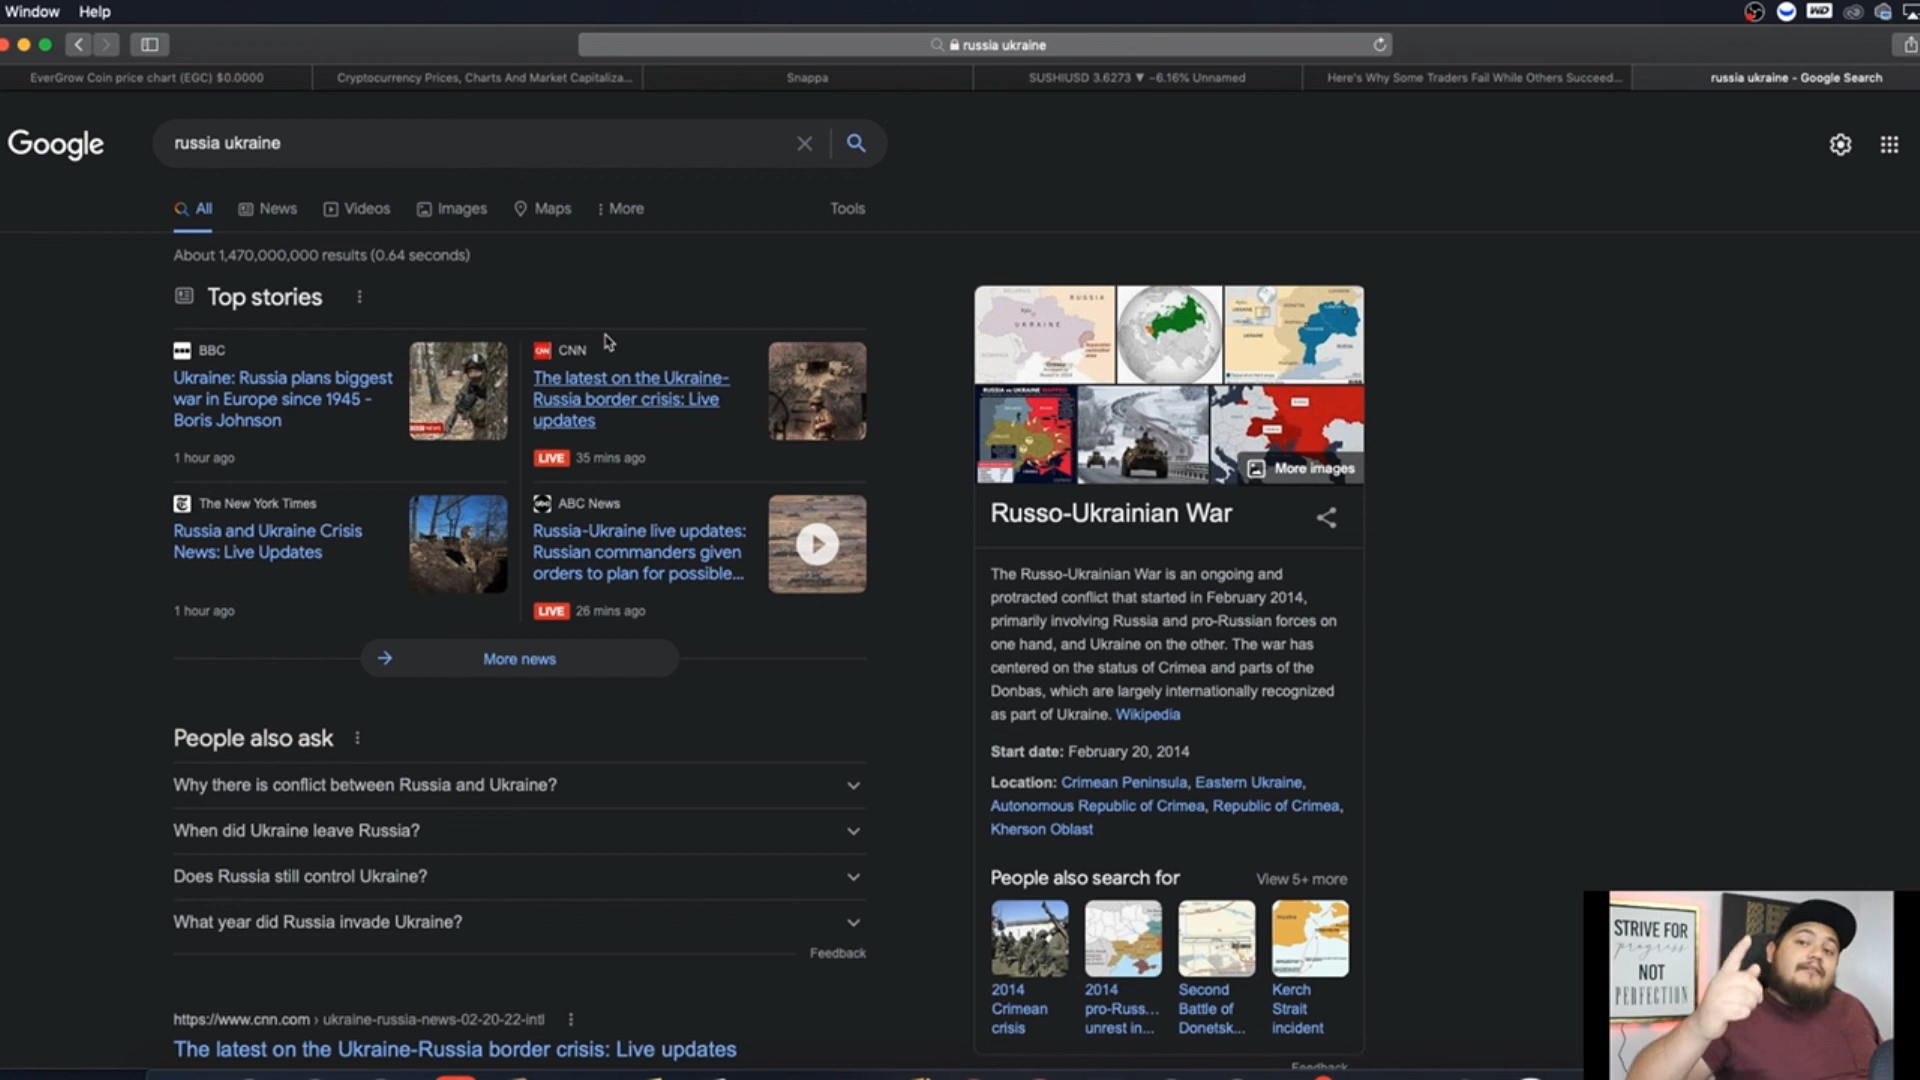 Window Help
WD
russia ukraine
EverGrow Coin price chart (EGC) $0.0000
Cryptocurrency Prices, Charts And Market Capitaliza...
Snappa
SUSHIUSD 3.6273 ▼ −6.16% Unnamed
Here's Why Some Traders Fail While Others Succeed...
russia ukraine - Google Search
Google
russia ukraine
All News Videos Images Maps More Tools
About 1,470,000,000 results (0.64 seconds)
Top stories
BBC
Ukraine: Russia plans biggest
war in Europe since 1945 -
Boris Johnson
1 hour ago
CNN
The latest on the Ukraine-
Russia border crisis: Live
updates
LIVE 35 mins ago
The New York Times
Russia and Ukraine Crisis
News: Live Updates
1 hour ago
ABC News
Russia-Ukraine live updates:
Russian commanders given
orders to plan for possible...
LIVE 26 mins ago
More news
People also ask
Why there is conflict between Russia and Ukraine?
When did Ukraine leave Russia?
Does Russia still control Ukraine?
What year did Russia invade Ukraine?
Feedback
https://www.cnn.com › ukraine-russia-news-02-20-22-intl
The latest on the Ukraine-Russia border crisis: Live updates
RUSSIA
UKRAINE
More images
Russo-Ukrainian War
The Russo-Ukrainian War is an ongoing and
protracted conflict that started in February 2014,
primarily involving Russia and pro-Russian forces on
one hand, and Ukraine on the other. The war has
centered on the status of Crimea and parts of the
Donbas, which are largely internationally recognized
as part of Ukraine. Wikipedia
Start date: February 20, 2014
Location: Crimean Peninsula, Eastern Ukraine,
Autonomous Republic of Crimea, Republic of Crimea,
Kherson Oblast
People also search for
View 5+ more
2014
Crimean
crisis
2014
pro-Russ...
unrest in...
Second
Battle of
Donetsk...
Kerch
Strait
incident
Feedback
STRIVE FOR
progress
NOT
PERFECTION